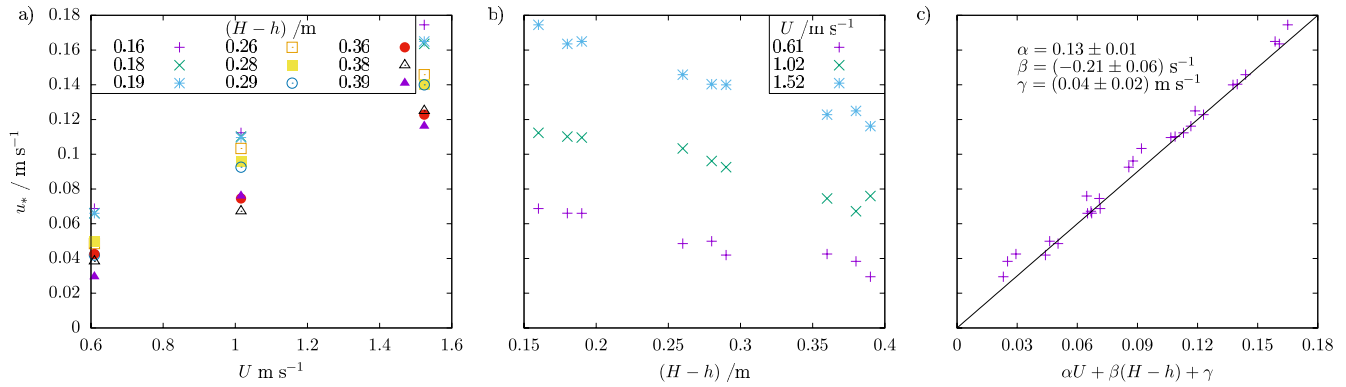 a)
(H − h) /m
0.16 0.26 0.36
0.18 0.28 0.38
0.19 0.29 0.39
0.18
0.16
0.14
0.12
0.1
0.08
0.06
0.04
0.02
0
u* / m s⁻¹
0.6 0.8 1 1.2 1.4 1.6
U m s⁻¹
b)
U /m s⁻¹
0.61
1.02
1.52
0.15 0.2 0.25 0.3 0.35 0.4
(H − h) /m
c)
α = 0.13 ± 0.01
β = (−0.21 ± 0.06) s⁻¹
γ = (0.04 ± 0.02) m s⁻¹
0 0.03 0.06 0.09 0.12 0.15 0.18
αU + β(H − h) + γ